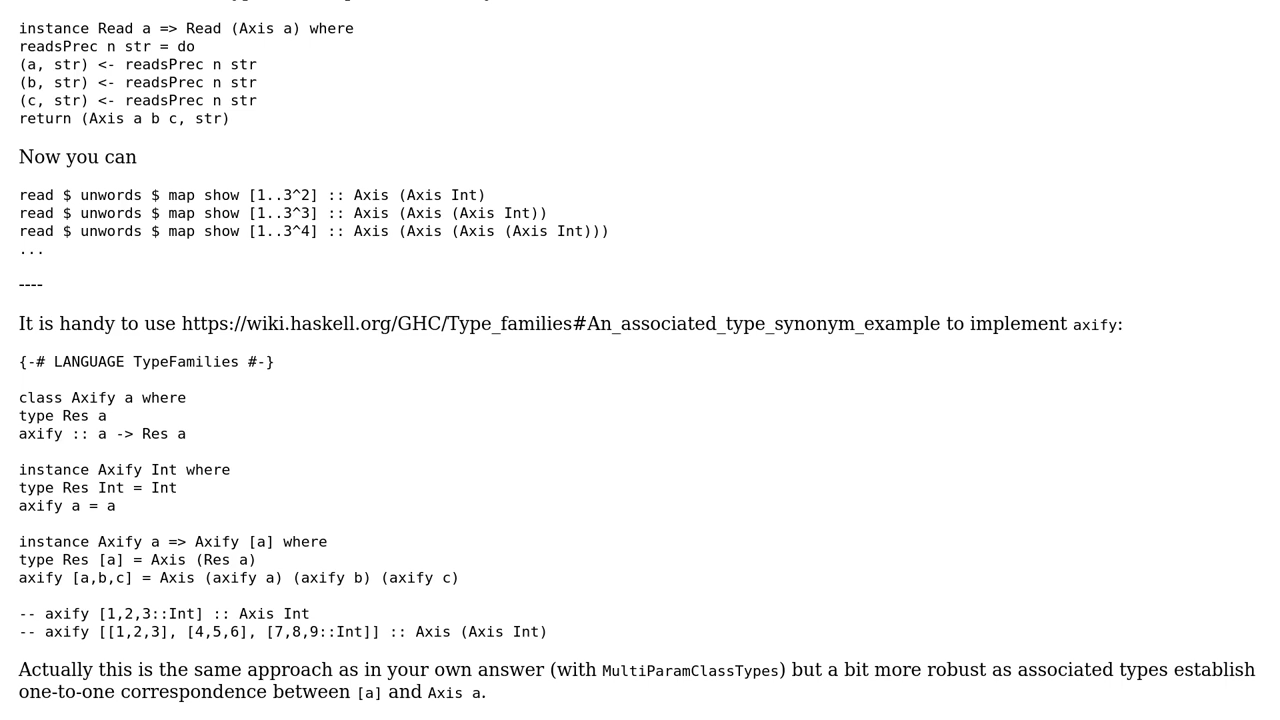 instance Read a => Read (Axis a) where
readsPrec n str = do
(a, str) <- readsPrec n str
(b, str) <- readsPrec n str
(c, str) <- readsPrec n str
return (Axis a b c, str)
Now you can
read $ unwords $ map show [1..3^2] :: Axis (Axis Int)
read $ unwords $ map show [1..3^3] :: Axis (Axis (Axis Int))
read $ unwords $ map show [1..3^4] :: Axis (Axis (Axis (Axis Int)))
...
----
It is handy to use https://wiki.haskell.org/GHC/Type_families#An_associated_type_synonym_example to implement axify:
{-# LANGUAGE TypeFamilies #-}
class Axify a where
type Res a
axify :: a -> Res a
instance Axify Int where
type Res Int = Int
axify a = a
instance Axify a => Axify [a] where
type Res [a] = Axis (Res a)
axify [a,b,c] = Axis (axify a) (axify b) (axify c)
-- axify [1,2,3::Int] :: Axis Int
-- axify [[1,2,3], [4,5,6], [7,8,9::Int]] :: Axis (Axis Int)
Actually this is the same approach as in your own answer (with MultiParamClassTypes) but a bit more robust as associated types establish
one-to-one correspondence between [a] and Axis a.